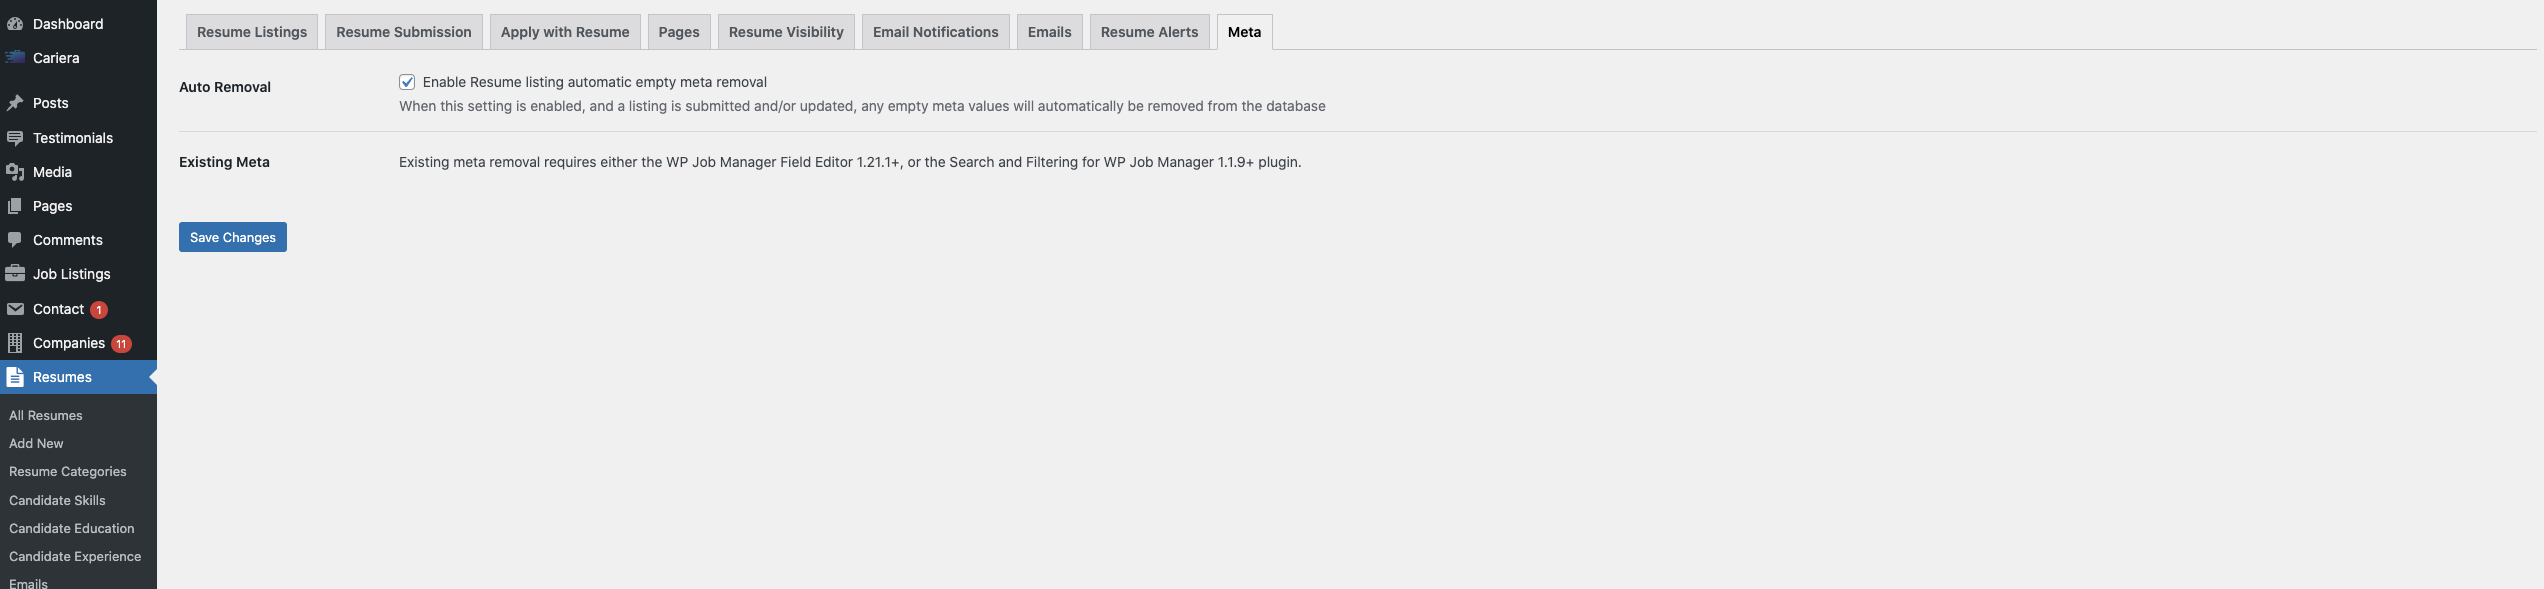 Dashboard
Cariera
Posts
Testimonials
Media
Pages
Comments
Job Listings
Contact 1
Companies 11
Resumes
All Resumes
Add New
Resume Categories
Candidate Skills
Candidate Education
Candidate Experience
Emails
Resume Listings Resume Submission Apply with Resume Pages Resume Visibility Email Notifications Emails Resume Alerts Meta
Auto Removal Enable Resume listing automatic empty meta removal
When this setting is enabled, and a listing is submitted and/or updated, any empty meta values will automatically be removed from the database
Existing Meta Existing meta removal requires either the WP Job Manager Field Editor 1.21.1+, or the Search and Filtering for WP Job Manager 1.1.9+ plugin.
Save Changes